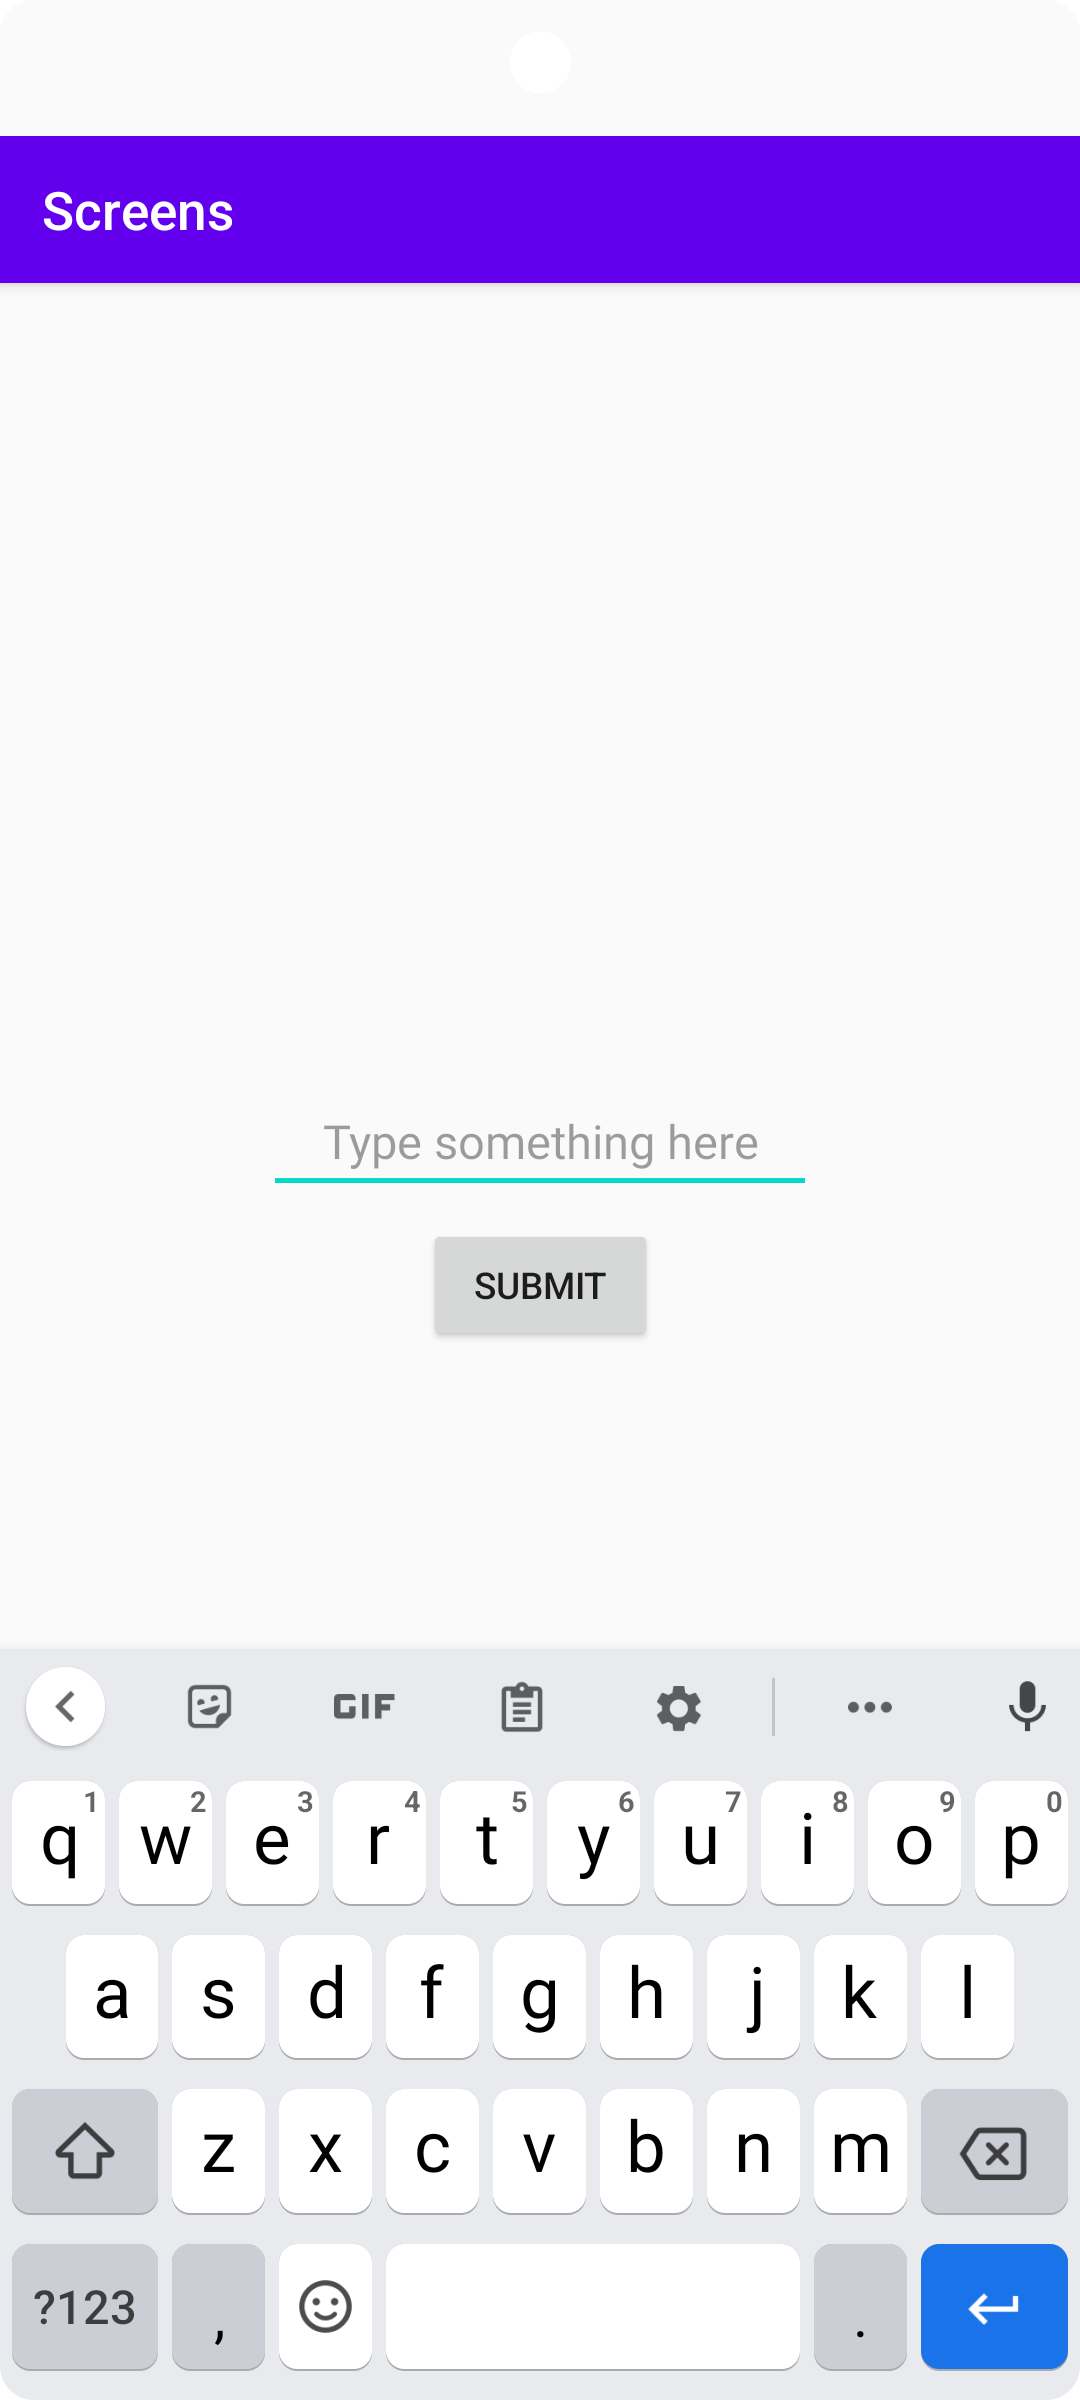 Screens
Type something here
SUBMIT
GIF
q 1 w 2 e 3 r 4 t 5 y 6 u 7 i 8 o 9 p 0
a s d f g h j k l
z x c v b n m
?123 , .